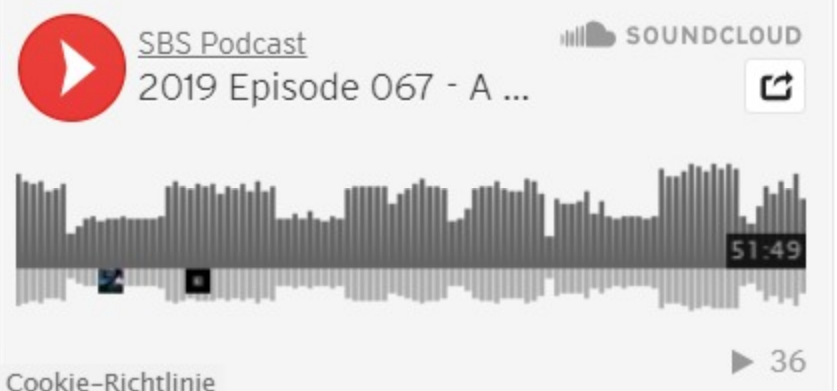 SBS Podcast
SOUNDCLOUD
2019 Episode 067 - A ...
51:49
36
Cookie-Richtlinie